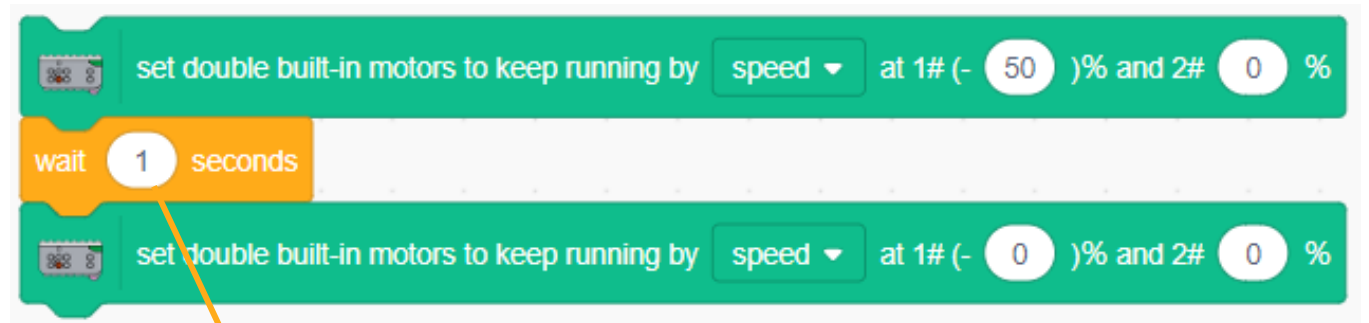 set double built-in motors to keep running by speed at 1# (- 50 )% and 2# 0 %
wait 1 seconds
set double built-in motors to keep running by speed at 1# (- 0 )% and 2# 0 %